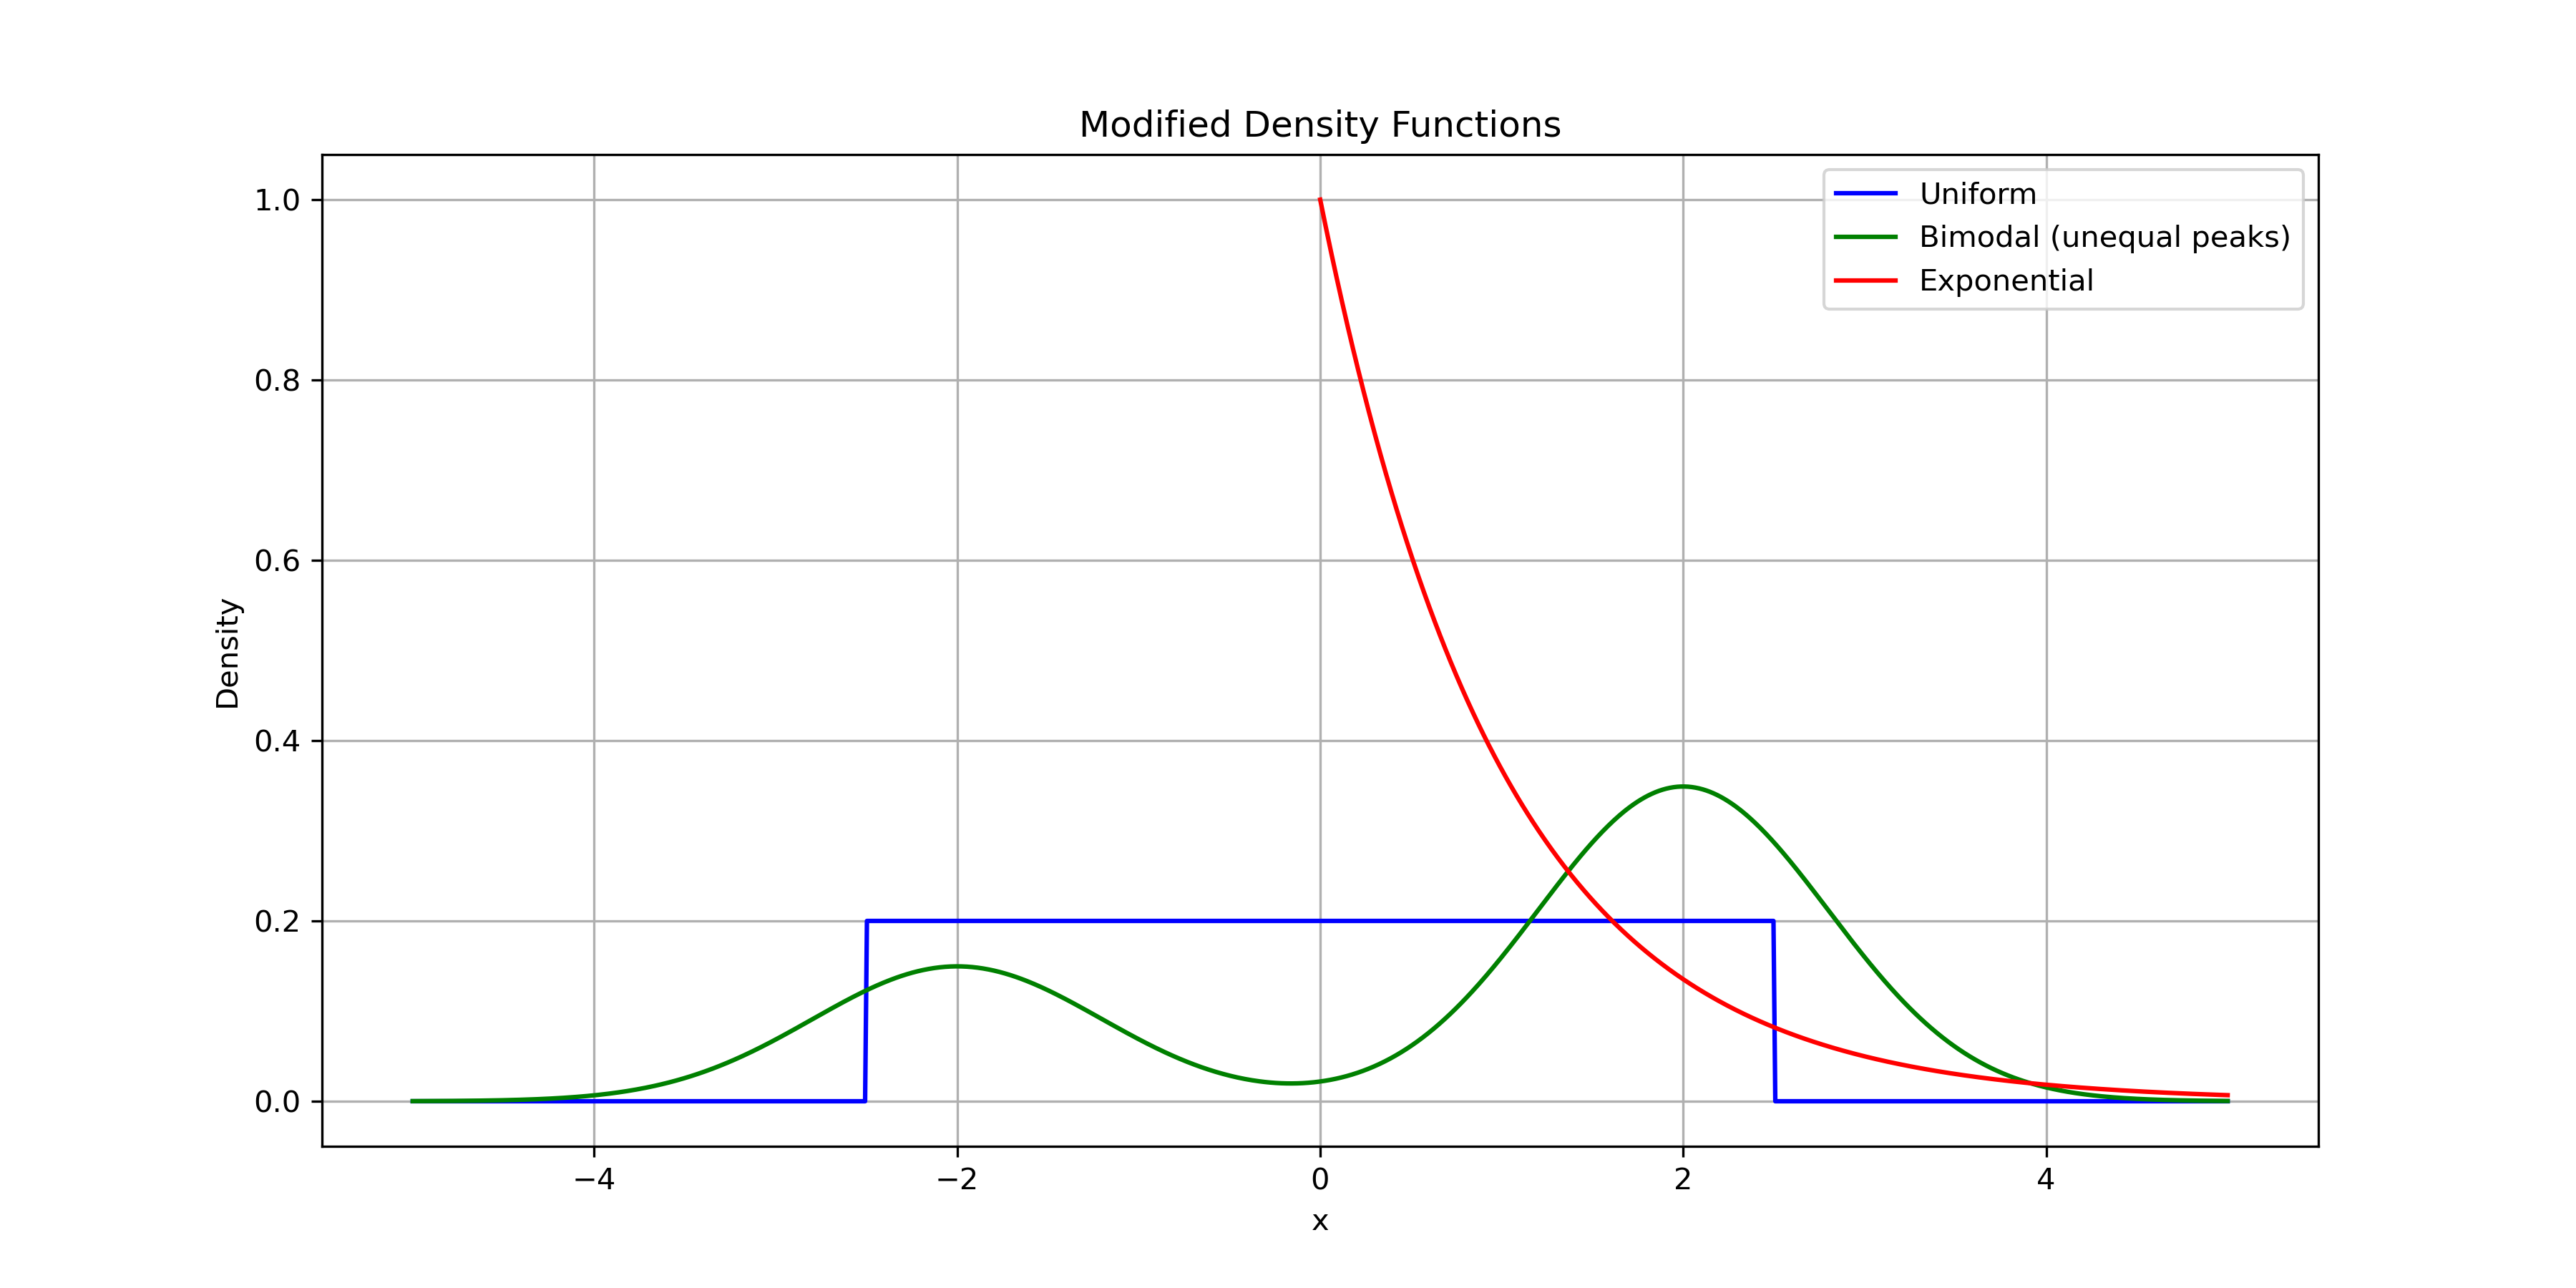 Modified Density Functions
Uniform
Bimodal (unequal peaks)
Exponential
Density
1.0
0.8
0.6
0.4
0.2
0.0
−4
−2
0
2
4
x